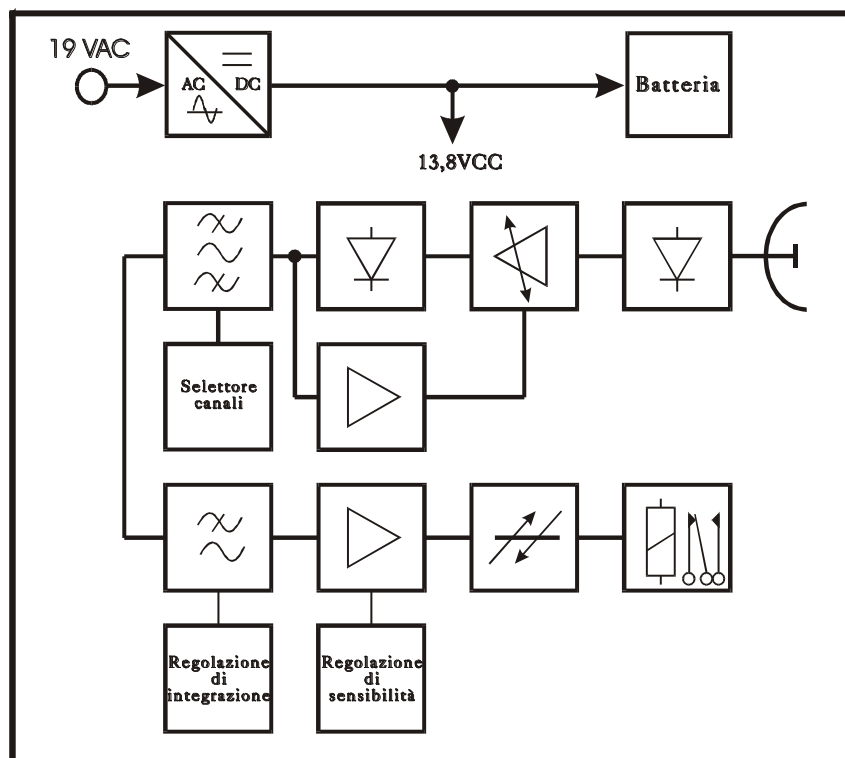 19 VAC
AC
DC
Batteria
13,8VCC
Selettore
canali
Regolazione
di
integrazione
Regolazione
di
sensibilità